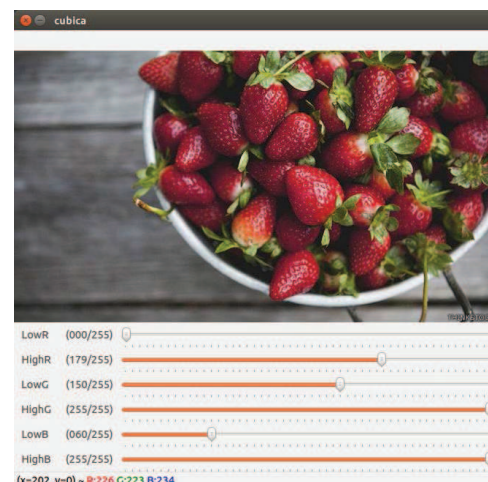 cubica
LowR (000/255)
HighR (179/255)
LowG (150/255)
HighG (255/255)
LowB (060/255)
HighB (255/255)
(x=202, y=0) ~ R:226 G:223 B:234